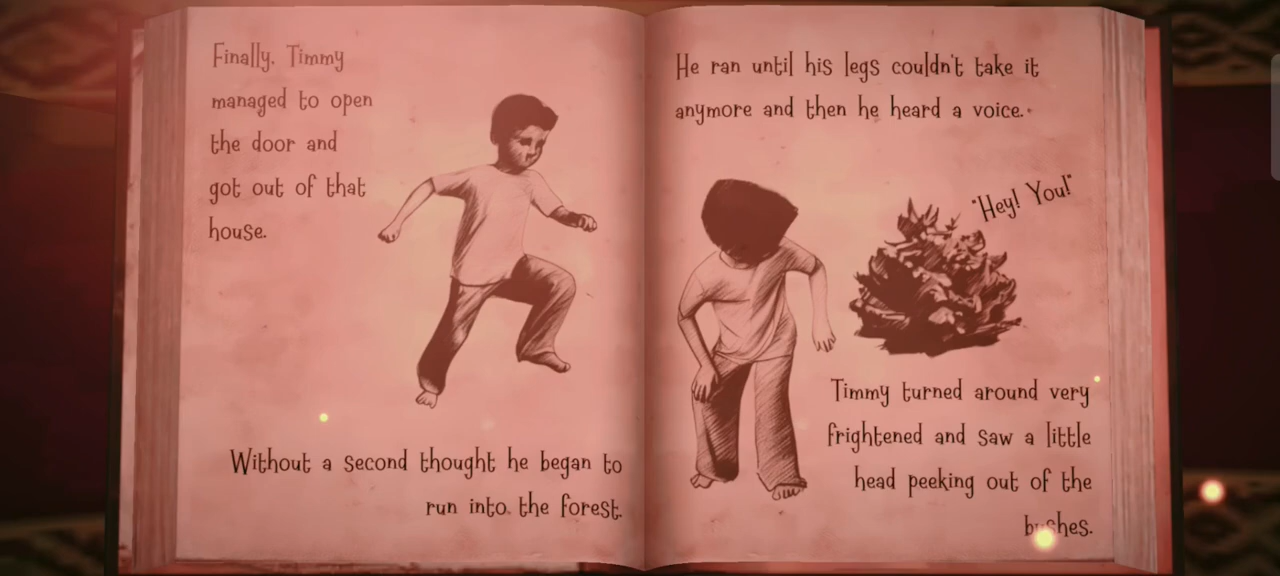 Finally, Timmy
managed to open
the door and
got out of that
house.
Without a second thought he began to
run into the forest.
He ran until his legs couldn't take it
anymore and then he heard a voice.
"Hey! You!"
Timmy turned around very
frightened and saw a little
head peeking out of the
bushes.